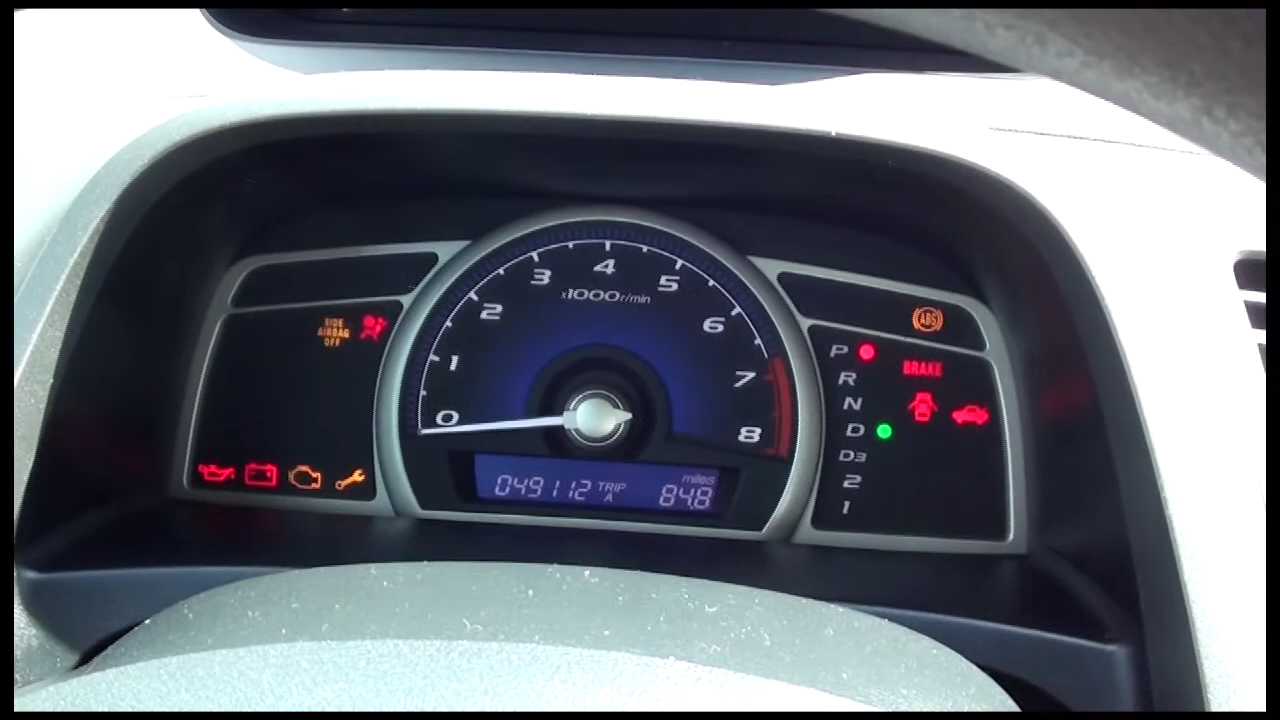 SIDE
AIRBAG
OFF
0
1
2
3
4
5
6
7
8
x1000r/min
049112 TRIP A miles 84.8
ABS
BRAKE
P
R
N
D
D3
2
1